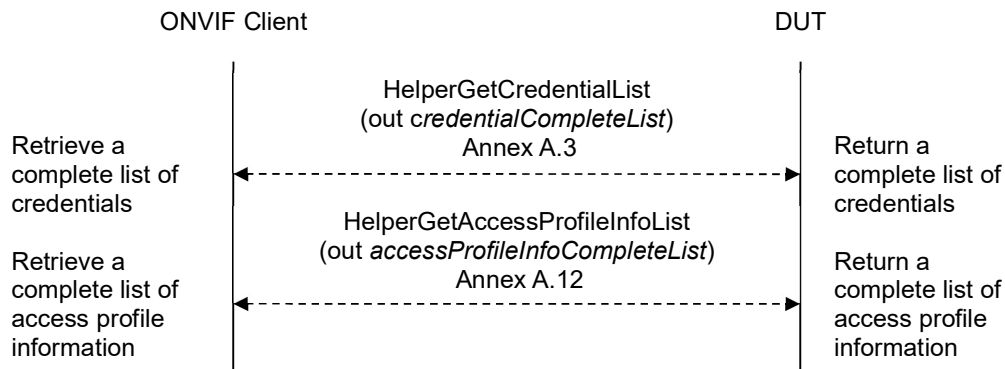 ONVIF Client
DUT
HelperGetCredentialList
(out credentialCompleteList)
Annex A.3
Retrieve a
complete list of
credentials
Return a
complete list of
credentials
HelperGetAccessProfileInfoList
(out accessProfileInfoCompleteList)
Annex A.12
Retrieve a
complete list of
access profile
information
Return a
complete list of
access profile
information